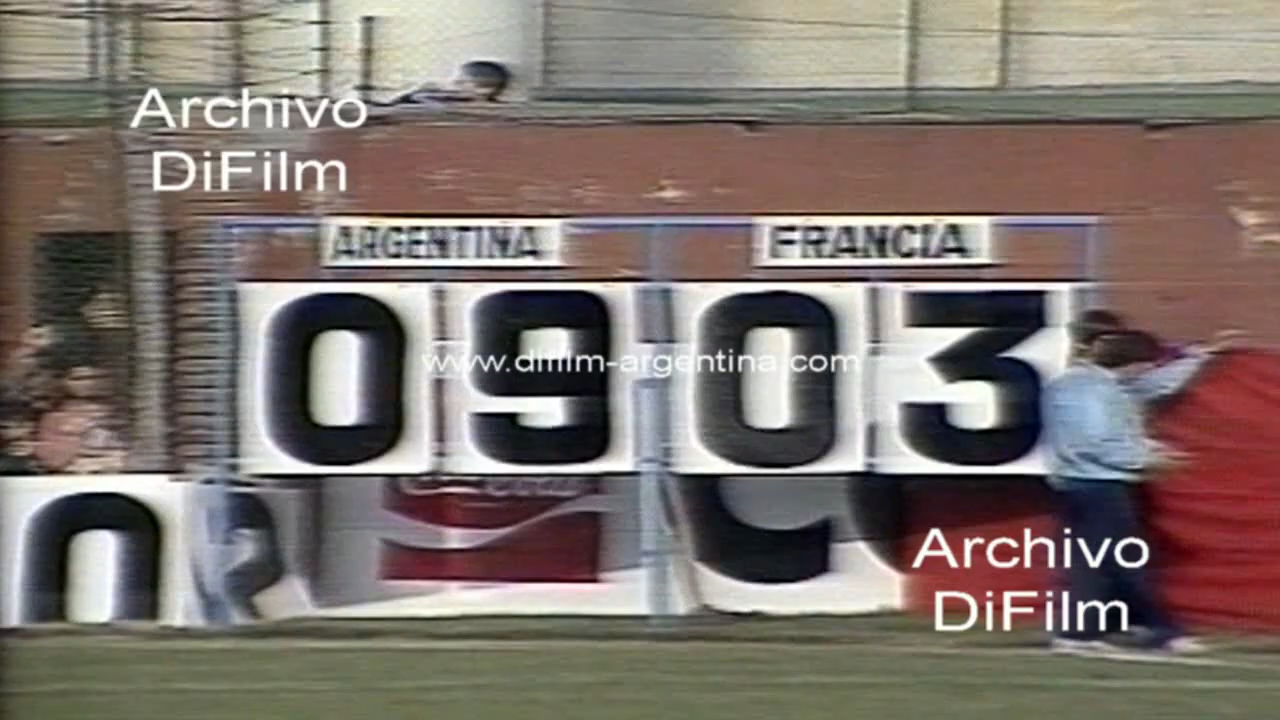 Archivo
DiFilm
ARGENTINA
FRANCIA
09
03
www.difilm-argentina.com
Archivo
DiFilm